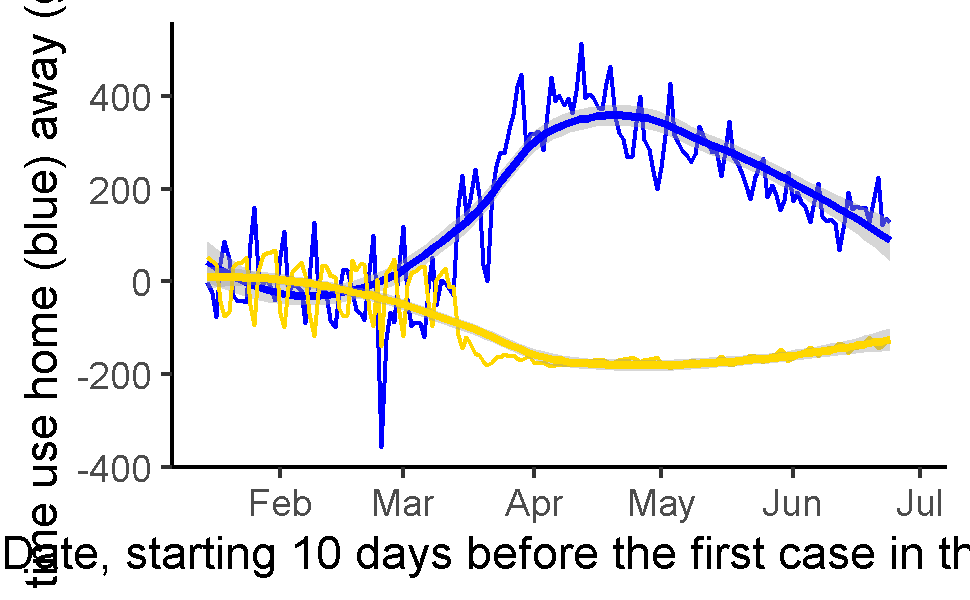 time use home (blue) away (
400
200
0
-200
-400
Feb Mar Apr May Jun Jul
Date, starting 10 days before the first case in th